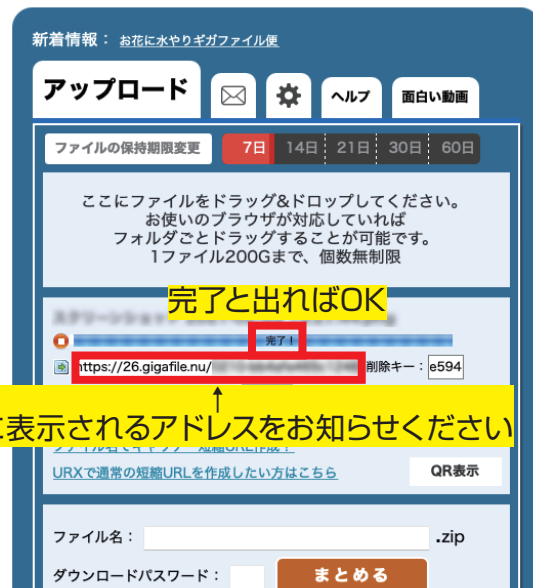 新着情報： お花に水やりギガファイル便
アップロード ヘルプ 面白い動画
ファイルの保持期限変更 7日 14日 21日 30日 60日
ここにファイルをドラッグ&ドロップしてください。
お使いのブラウザが対応していれば
フォルダごとドラッグすることが可能です。
1ファイル200Gまで、個数無制限
完了と出ればOK
完了！
https://26.gigafile.nu/ 削除キー： e594
↑
に表示されるアドレスをお知らせください
URXで通常の短縮URLを作成したい方はこちら QR表示
ファイル名： .zip
ダウンロードパスワード： まとめる